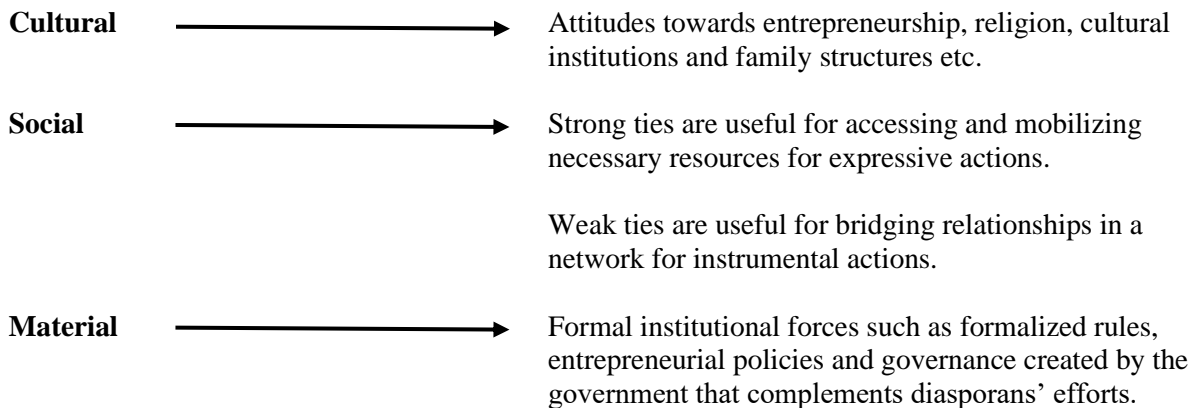 Cultural Attitudes towards entrepreneurship, religion, cultural
institutions and family structures etc.
Social Strong ties are useful for accessing and mobilizing
necessary resources for expressive actions.
Weak ties are useful for bridging relationships in a
network for instrumental actions.
Material Formal institutional forces such as formalized rules,
entrepreneurial policies and governance created by the
government that complements diasporans’ efforts.